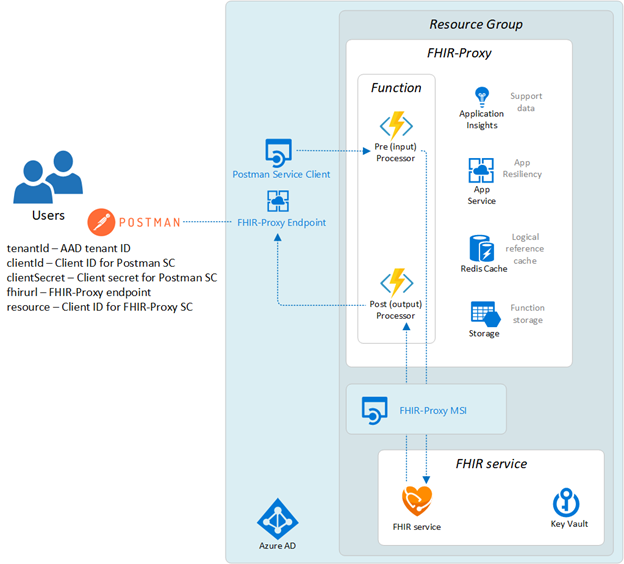 Resource Group
FHIR-Proxy
Function
Pre (input)
Processor
Application
Insights
Support
data
Postman Service Client
App
Service
App
Resiliency
Users
POSTMAN
FHIR-Proxy Endpoint
tenantId – AAD tenant ID
clientId – Client ID for Postman SC
clientSecret – Client secret for Postman SC
fhirurl – FHIR-Proxy endpoint
resource – Client ID for FHIR-Proxy SC
Redis Cache
Logical
reference
cache
Post (output)
Processor
Storage
Function
storage
FHIR-Proxy MSI
FHIR service
FHIR service
Key Vault
Azure AD